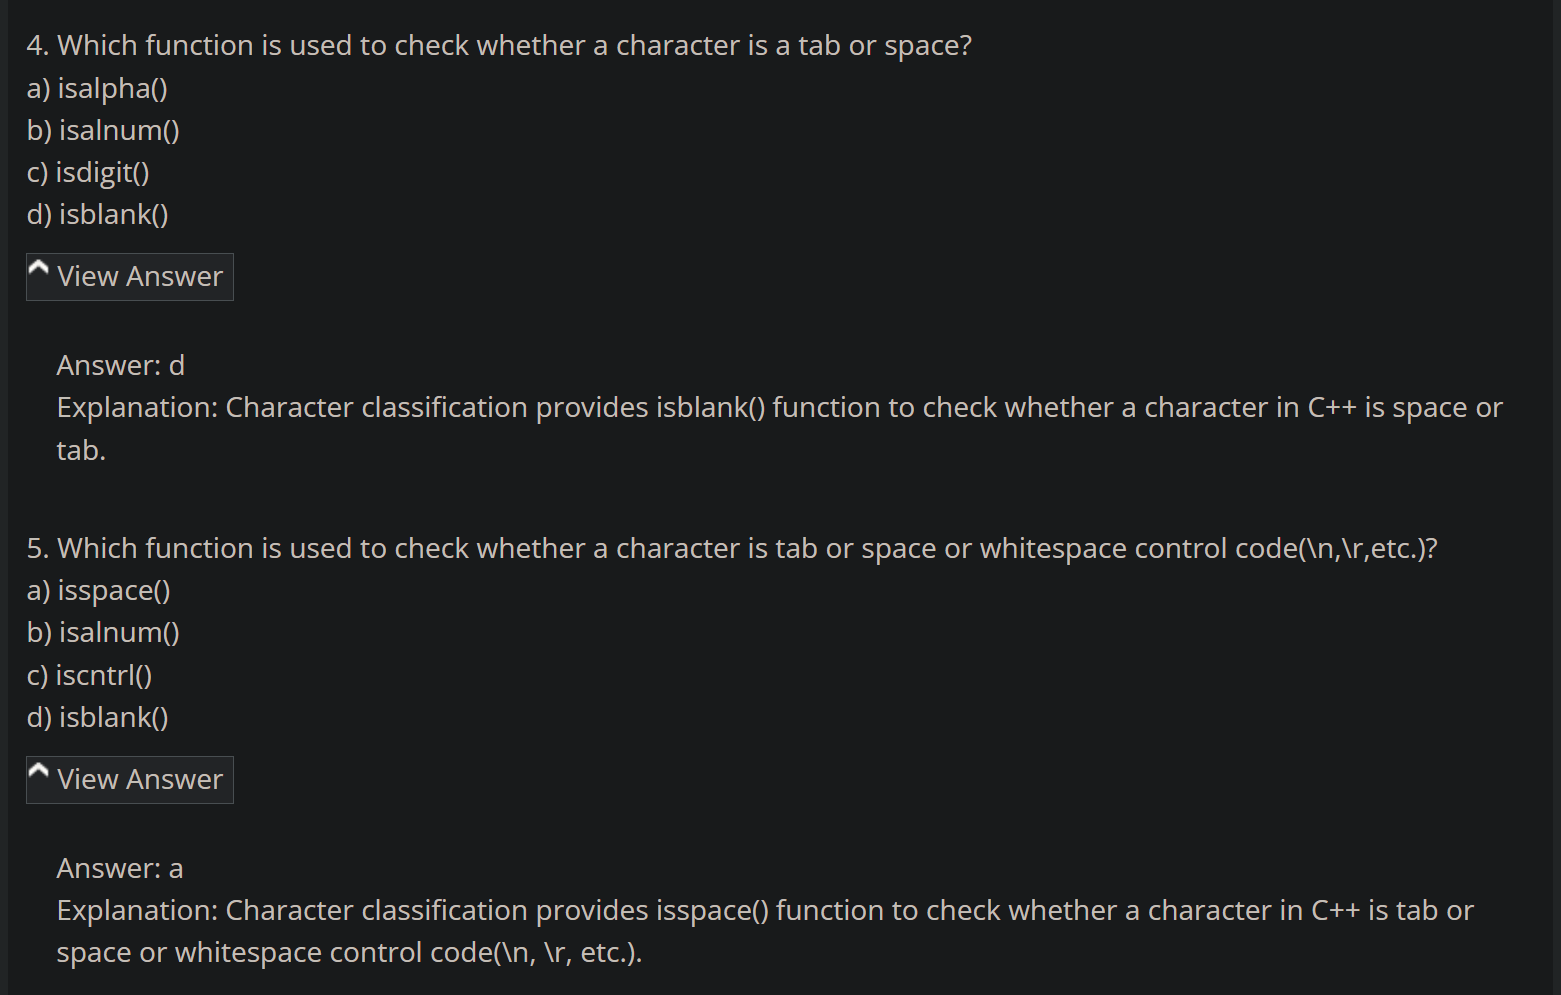 4. Which function is used to check whether a character is a tab or space?
a) isalpha()
b) isalnum()
c) isdigit()
d) isblank()
View Answer
Answer: d
Explanation: Character classification provides isblank() function to check whether a character in C++ is space or
tab.
5. Which function is used to check whether a character is tab or space or whitespace control code(\n,\r,etc.)?
a) isspace()
b) isalnum()
c) iscntrl()
d) isblank()
View Answer
Answer: a
Explanation: Character classification provides isspace() function to check whether a character in C++ is tab or
space or whitespace control code(\n, \r, etc.).